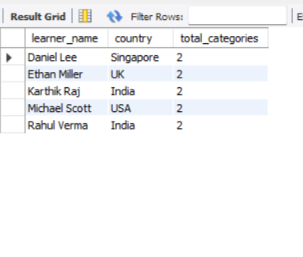 Result Grid Filter Rows: E
learner_name country total_categories
Daniel Lee Singapore 2
Ethan Miller UK 2
Karthik Raj India 2
Michael Scott USA 2
Rahul Verma India 2